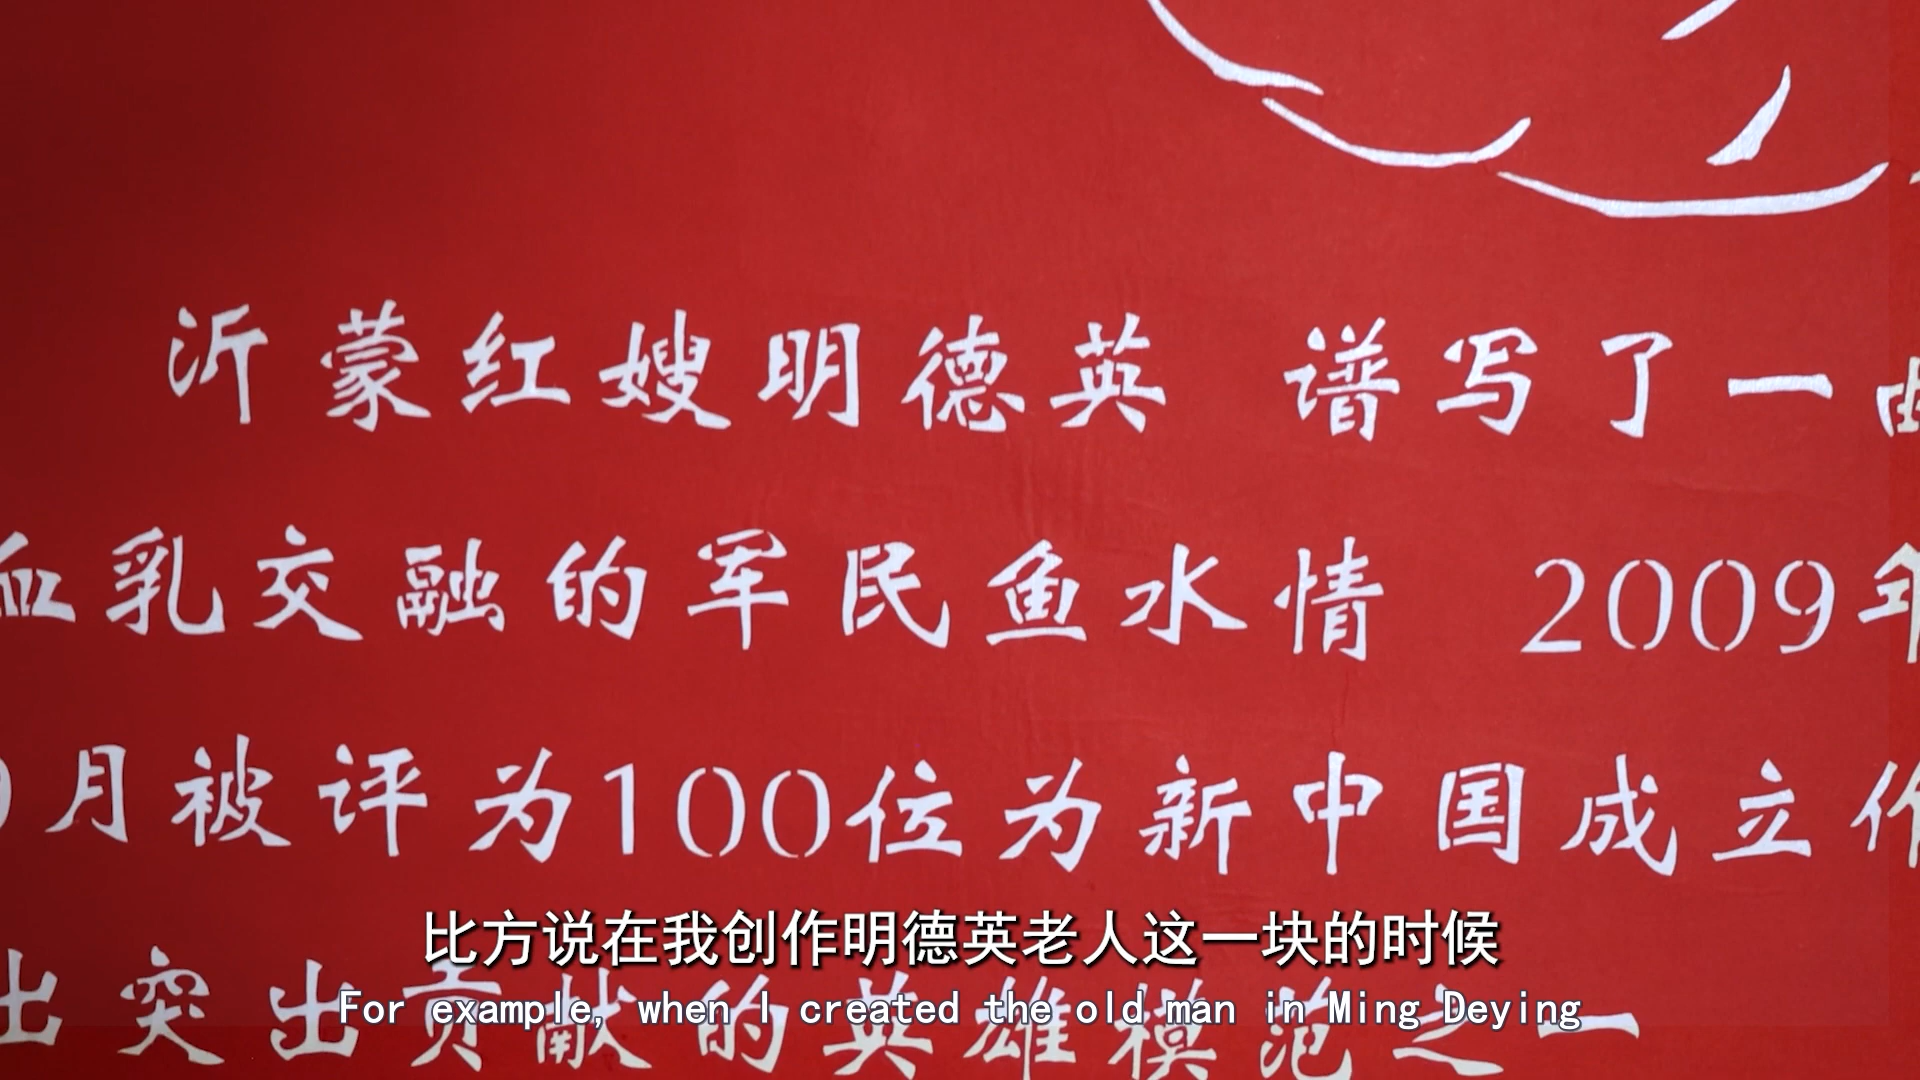 沂蒙红嫂明德英 谱写了一曲
血乳交融的军民鱼水情 2009年
9月被评为100位为新中国成立作
出突出贡献的英雄模范之一
比方说在我创作明德英老人这一块的时候
For example, when I created the old man in Ming Deying